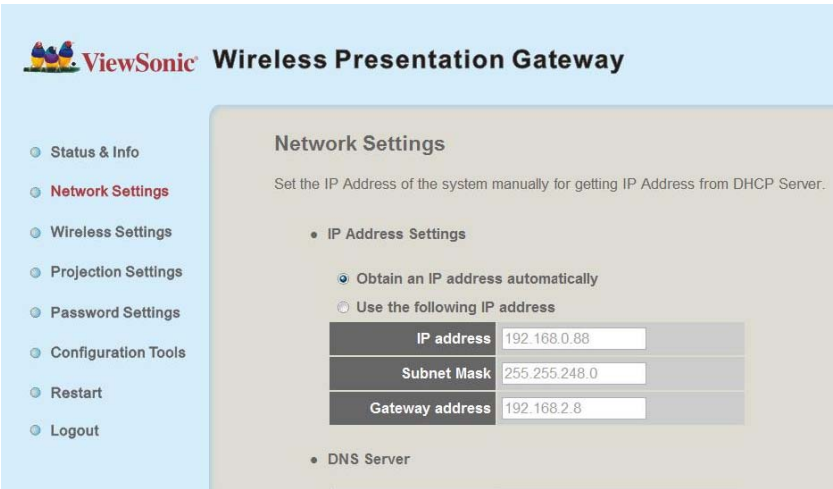 ViewSonic® Wireless Presentation Gateway
Status & Info
Network Settings
Wireless Settings
Projection Settings
Password Settings
Configuration Tools
Restart
Logout
Network Settings
Set the IP Address of the system manually for getting IP Address from DHCP Server.
• IP Address Settings
Obtain an IP address automatically
Use the following IP address
IP address 192.168.0.88
Subnet Mask 255.255.248.0
Gateway address 192.168.2.8
• DNS Server